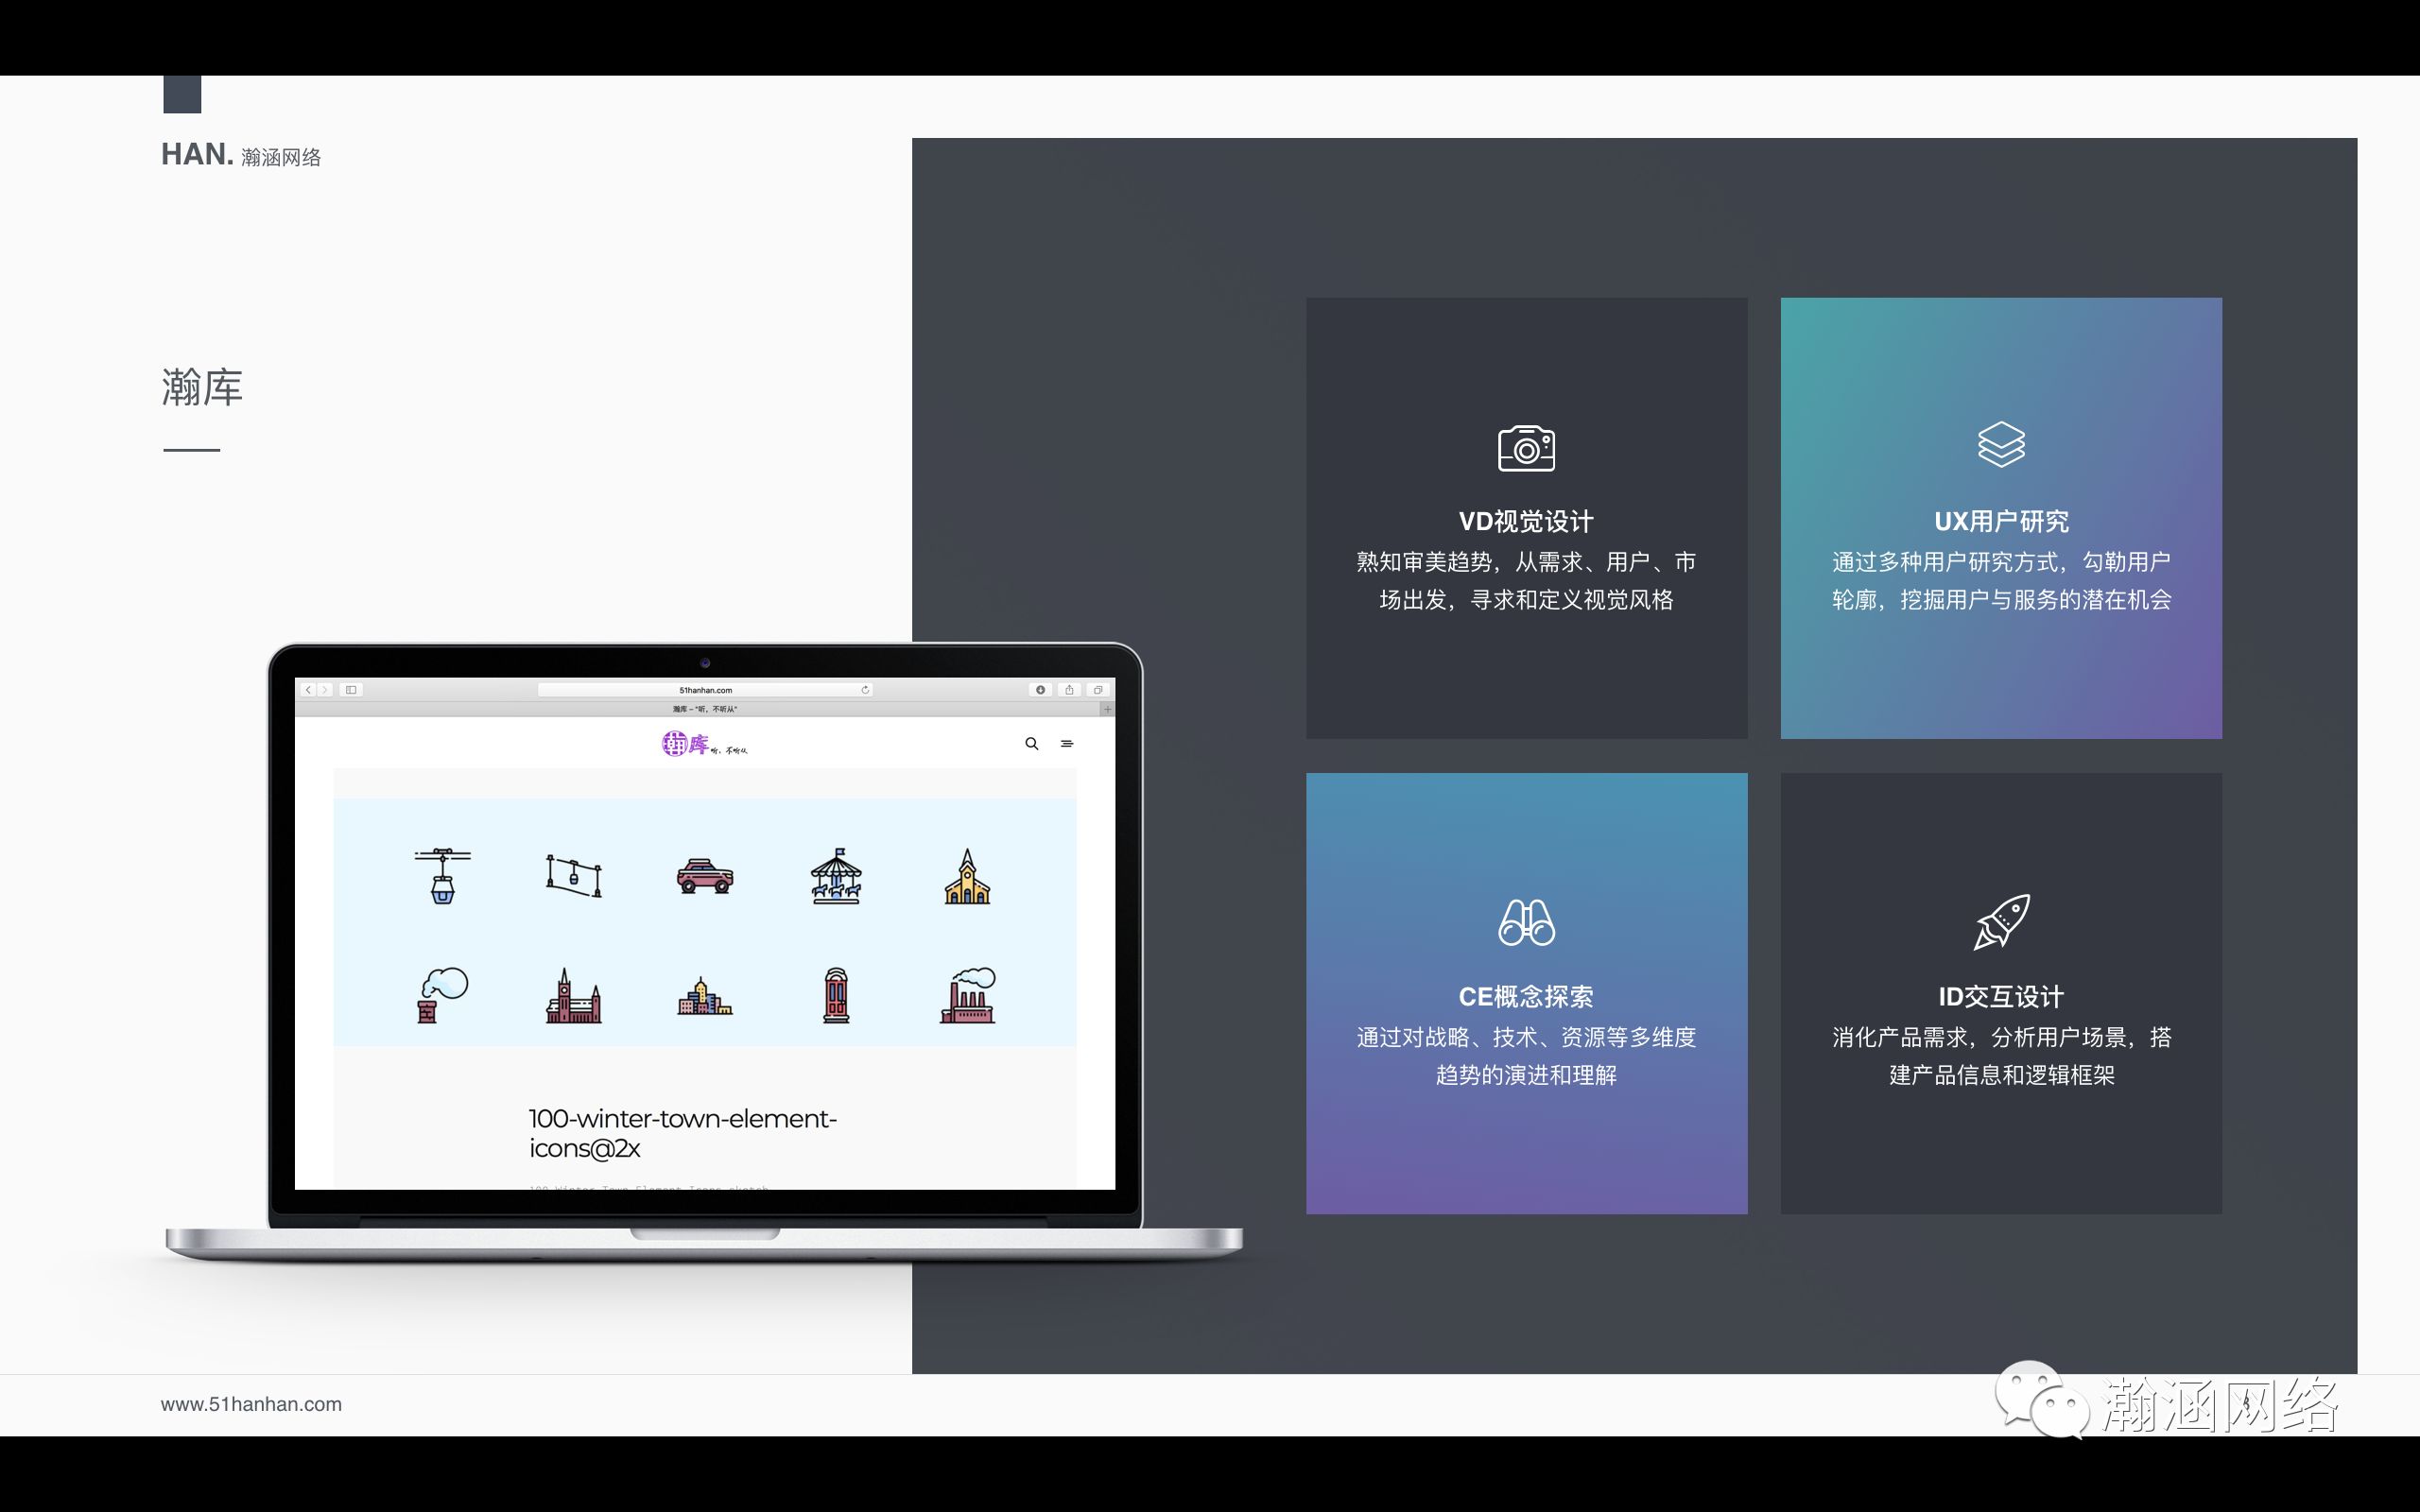 HAN. 瀚涵网络
瀚库
51hanhan.com
瀚库 – “听，不听从”
瀚库 听，不听从
100-winter-town-element-
icons@2x
VD视觉设计
熟知审美趋势，从需求、用户、市
场出发，寻求和定义视觉风格
UX用户研究
通过多种用户研究方式，勾勒用户
轮廓，挖掘用户与服务的潜在机会
CE概念探索
通过对战略、技术、资源等多维度
趋势的演进和理解
ID交互设计
消化产品需求，分析用户场景，搭
建产品信息和逻辑框架
www.51hanhan.com
瀚涵网络